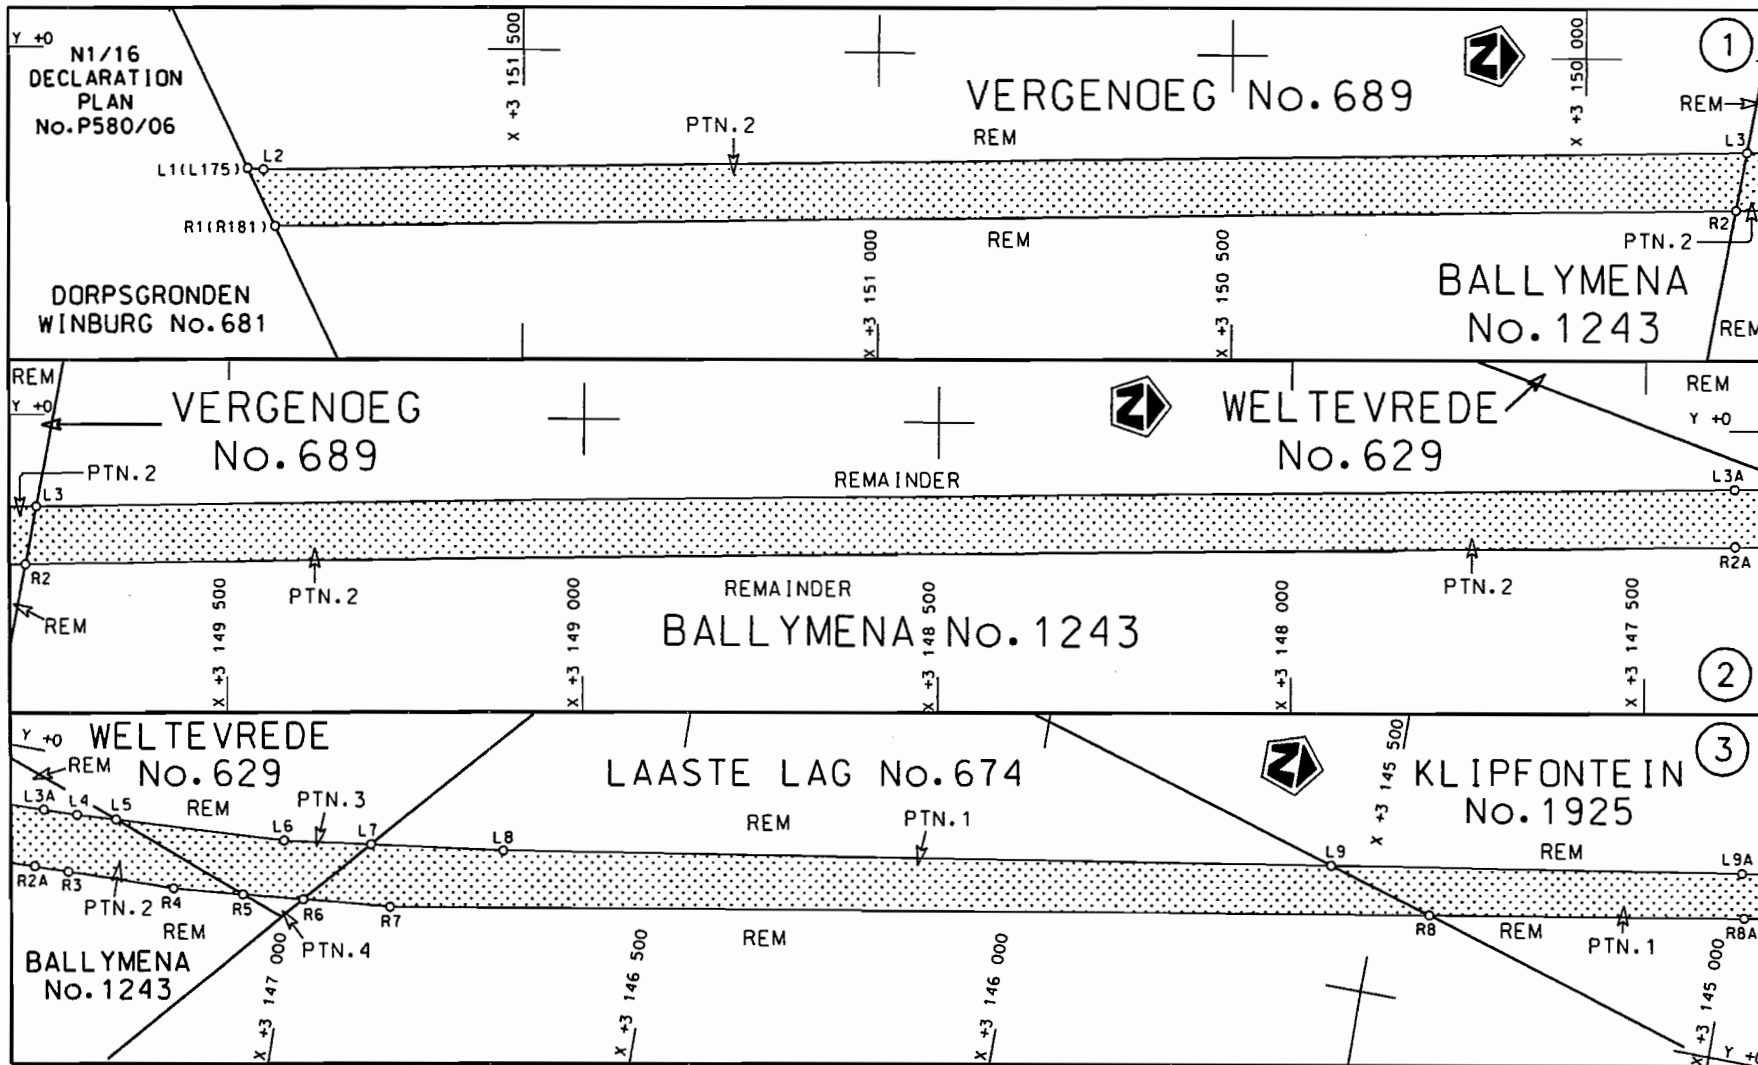 Y +0
N1/16
DECLARATION
PLAN
No.P580/06
X +3 151 500
VERGENOEG No.689
REM
PTN.2
N
X +3 150 000
1
REM
L1(L175)
L2
L3
R1(R181)
REM
R2
PTN.2
X +3 151 000
X +3 150 500
DORPSGRONDEN
WINBURG No.681
BALLYMENA
No.1243
REM
REM
Y +0
VERGENOEG
No.689
N
WELTEVREDE
No.629
REM
Y +0
PTN.2
L3
REMAINDER
L3A
R2
PTN.2
REMAINDER
PTN.2
R2A
REM
BALLYMENA No.1243
X +3 149 500
X +3 149 000
X +3 148 500
X +3 148 000
X +3 147 500
2
Y +0
WELTEVREDE
No.629
REM
LAASTE LAG No.674
N
X +3 145 500
KLIPFONTEIN
No.1925
3
L3A
L4
L5
REM
PTN.3
L6
L7
L8
REM
PTN.1
L9
REM
L9A
R2A
R3
PTN.2
R4
REM
R5
R6
PTN.4
R7
REM
R8
REM
PTN.1
R8A
BALLYMENA
No.1243
X +3 147 000
X +3 146 500
X +3 146 000
X +3 145 000
Y +0